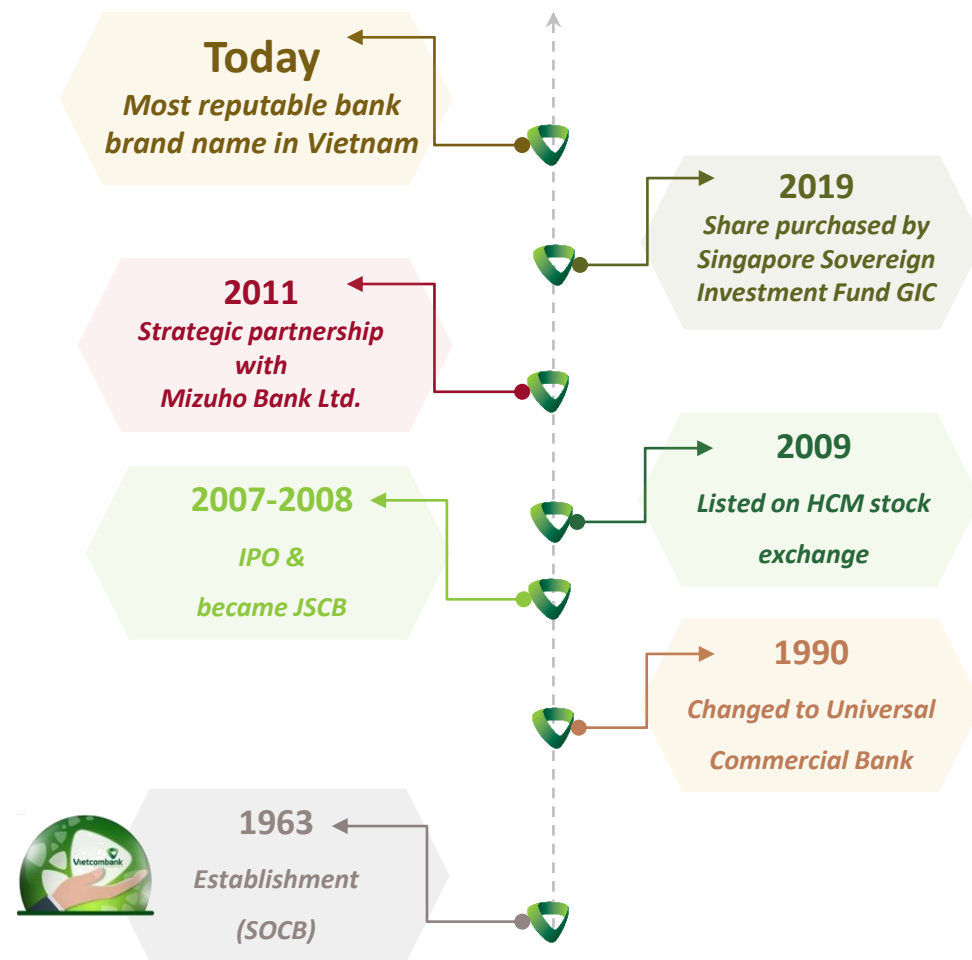 Today
Most reputable bank
brand name in Vietnam
2019
Share purchased by
Singapore Sovereign
Investment Fund GIC
2011
Strategic partnership
with
Mizuho Bank Ltd.
2009
Listed on HCM stock
exchange
2007-2008
IPO &
became JSCB
1990
Changed to Universal
Commercial Bank
1963
Establishment
(SOCB)
Vietcombank